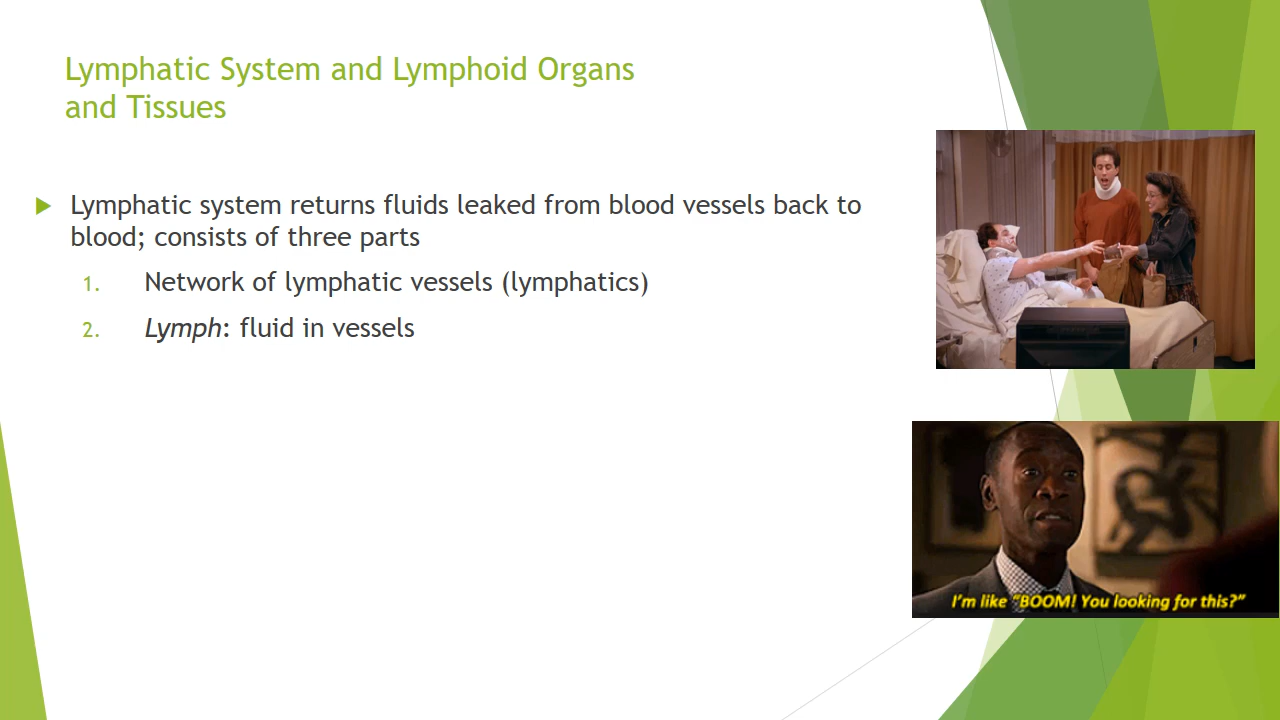 Lymphatic System and Lymphoid Organs
and Tissues
Lymphatic system returns fluids leaked from blood vessels back to
blood; consists of three parts
1. Network of lymphatic vessels (lymphatics)
2. Lymph: fluid in vessels
I'm like "BOOM! You looking for this?"